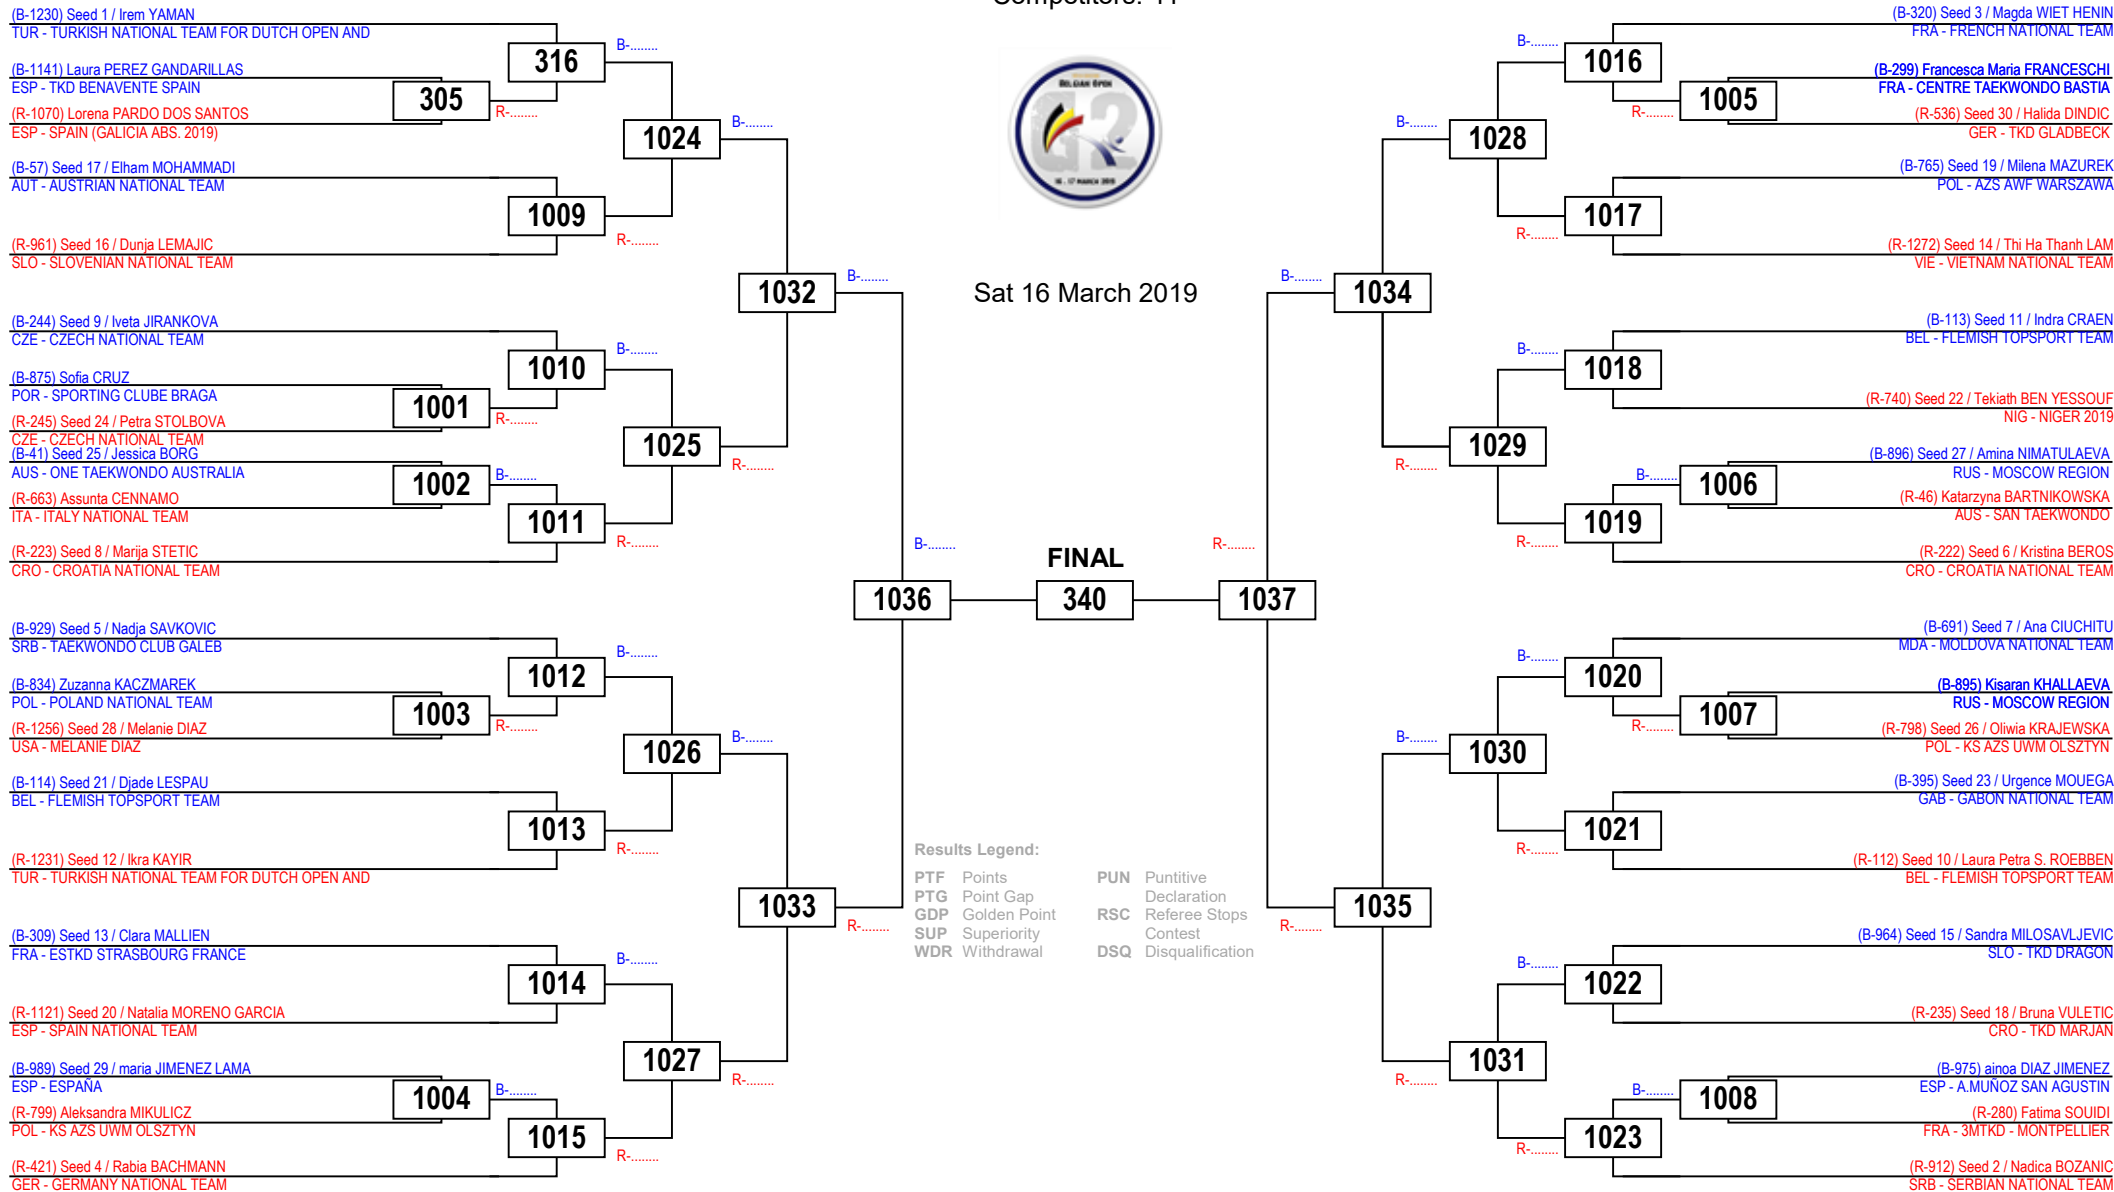 (B-1230) Seed 1 / Irem YAMAN
TUR - TURKISH NATIONAL TEAM FOR DUTCH OPEN AND
316
B-........
(B-1141) Laura PEREZ GANDARILLAS
ESP - TKD BENAVENTE SPAIN
305
R-........
(R-1070) Lorena PARDO DOS SANTOS
ESP - SPAIN (GALICIA ABS. 2019)
1024
B-........
(B-57) Seed 17 / Elham MOHAMMADI
AUT - AUSTRIAN NATIONAL TEAM
1009
R-........
(R-961) Seed 16 / Dunja LEMAJIC
SLO - SLOVENIAN NATIONAL TEAM
1032
B-........
(B-244) Seed 9 / Iveta JIRANKOVA
CZE - CZECH NATIONAL TEAM
1010
B-........
(B-875) Sofia CRUZ
POR - SPORTING CLUBE BRAGA
1001
R-........
(R-245) Seed 24 / Petra STOLBOVA
CZE - CZECH NATIONAL TEAM
1025
R-........
(B-41) Seed 25 / Jessica BORG
AUS - ONE TAEKWONDO AUSTRALIA
1002
B-........
(R-663) Assunta CENNAMO
ITA - ITALY NATIONAL TEAM
1011
R-........
(R-223) Seed 8 / Marija STETIC
CRO - CROATIA NATIONAL TEAM
1036
B-........
(B-929) Seed 5 / Nadja SAVKOVIC
SRB - TAEKWONDO CLUB GALEB
1012
B-........
(B-834) Zuzanna KACZMAREK
POL - POLAND NATIONAL TEAM
1003
R-........
(R-1256) Seed 28 / Melanie DIAZ
USA - MELANIE DIAZ
1026
B-........
(B-114) Seed 21 / Djade LESPAU
BEL - FLEMISH TOPSPORT TEAM
1013
R-........
(R-1231) Seed 12 / Ikra KAYIR
TUR - TURKISH NATIONAL TEAM FOR DUTCH OPEN AND
1033
R-........
(B-309) Seed 13 / Clara MALLIEN
FRA - ESTKD STRASBOURG FRANCE
1014
B-........
(R-1121) Seed 20 / Natalia MORENO GARCIA
ESP - SPAIN NATIONAL TEAM
1027
R-........
(B-989) Seed 29 / maria JIMENEZ LAMA
ESP - ESPAÑA
1004
B-........
(R-799) Aleksandra MIKULICZ
POL - KS AZS UWM OLSZTYN
1015
R-........
(R-421) Seed 4 / Rabia BACHMANN
GER - GERMANY NATIONAL TEAM
BELGIAN OPEN
G2
16 - 17 MARCH 2019
Sat 16 March 2019
FINAL
340
Results Legend:
PTF Points
PTG Point Gap
GDP Golden Point
SUP Superiority
WDR Withdrawal
PUN Puntitive
Declaration
RSC Referee Stops
Contest
DSQ Disqualification
(B-320) Seed 3 / Magda WIET HENIN
FRA - FRENCH NATIONAL TEAM
B-........
1016
(B-299) Francesca Maria FRANCESCHI
FRA - CENTRE TAEKWONDO BASTIA
R-........
1005
(R-536) Seed 30 / Halida DINDIC
GER - TKD GLADBECK
B-........
1028
(B-765) Seed 19 / Milena MAZUREK
POL - AZS AWF WARSZAWA
R-........
1017
(R-1272) Seed 14 / Thi Ha Thanh LAM
VIE - VIETNAM NATIONAL TEAM
B-........
1034
(B-113) Seed 11 / Indra CRAEN
BEL - FLEMISH TOPSPORT TEAM
B-........
1018
(R-740) Seed 22 / Tekiath BEN YESSOUF
NIG - NIGER 2019
R-........
1029
(B-896) Seed 27 / Amina NIMATULAEVA
RUS - MOSCOW REGION
B-........
1006
(R-46) Katarzyna BARTNIKOWSKA
AUS - SAN TAEKWONDO
R-........
1019
(R-222) Seed 6 / Kristina BEROS
CRO - CROATIA NATIONAL TEAM
R-........
1037
(B-691) Seed 7 / Ana CIUCHITU
MDA - MOLDOVA NATIONAL TEAM
B-........
1020
(B-895) Kisaran KHALLAEVA
RUS - MOSCOW REGION
R-........
1007
(R-798) Seed 26 / Oliwia KRAJEWSKA
POL - KS AZS UWM OLSZTYN
B-........
1030
(B-395) Seed 23 / Urgence MOUEGA
GAB - GABON NATIONAL TEAM
R-........
1021
(R-112) Seed 10 / Laura Petra S. ROEBBEN
BEL - FLEMISH TOPSPORT TEAM
R-........
1035
(B-964) Seed 15 / Sandra MILOSAVLJEVIC
SLO - TKD DRAGON
B-........
1022
(R-235) Seed 18 / Bruna VULETIC
CRO - TKD MARJAN
R-........
1031
(B-975) ainoa DIAZ JIMENEZ
ESP - A.MUÑOZ SAN AGUSTIN
B-........
1008
(R-280) Fatima SOUIDI
FRA - 3MTKD - MONTPELLIER
R-........
1023
(R-912) Seed 2 / Nadica BOZANIC
SRB - SERBIAN NATIONAL TEAM